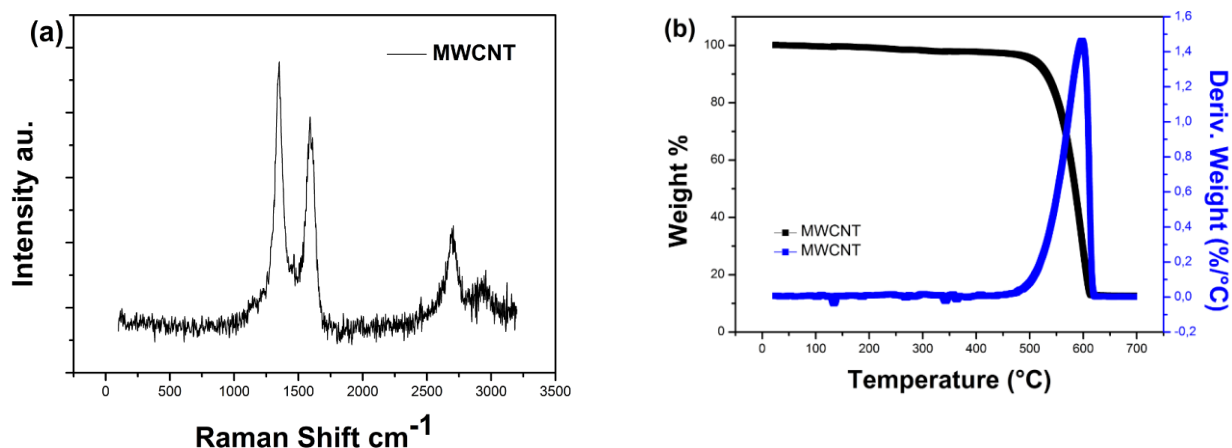 (a)
MWCNT
Intensity au.
0 500 1000 1500 2000 2500 3000 3500
Raman Shift cm-1
(b)
100
80
60
40
20
0
Weight %
MWCNT
MWCNT
1,6
1,4
1,2
1,0
0,8
0,6
0,4
0,2
0,0
-0,2
Deriv. Weight (%/°C)
0 100 200 300 400 500 600 700
Temperature (°C)